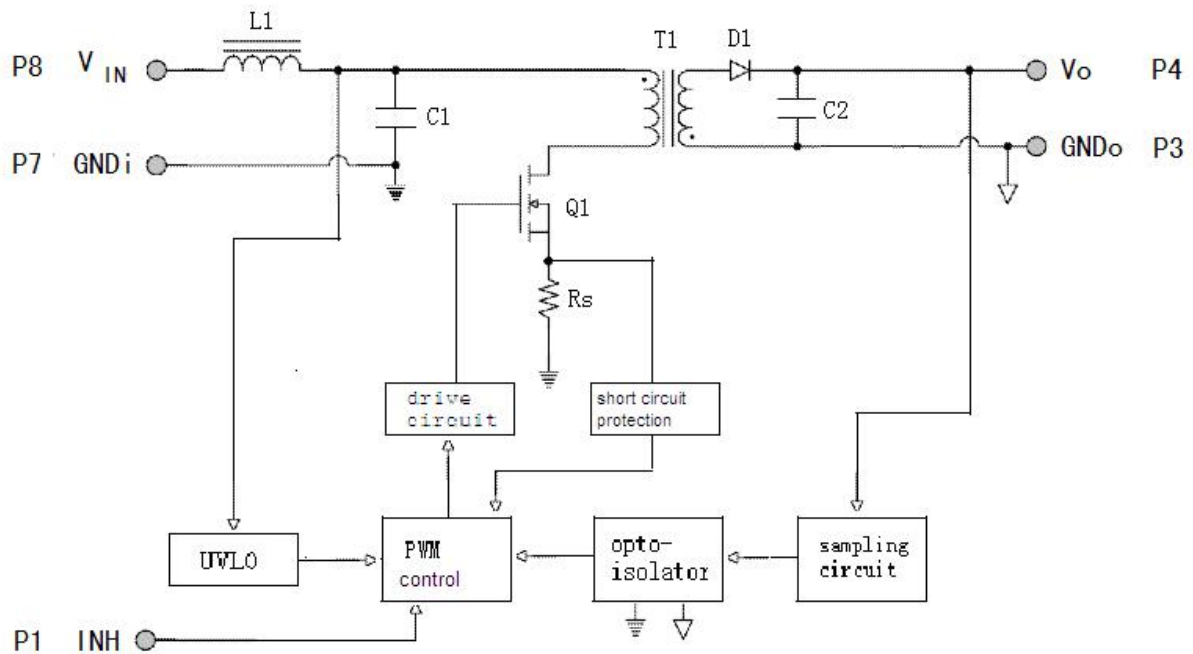 L1
T1
D1
P8 VIN
Vo P4
C1
C2
P7 GNDi
GNDo P3
Q1
Rs
drive
circuit
short circuit
protection
UVLO
PWM
control
opto-
isolator
sampling
circuit
P1 INH